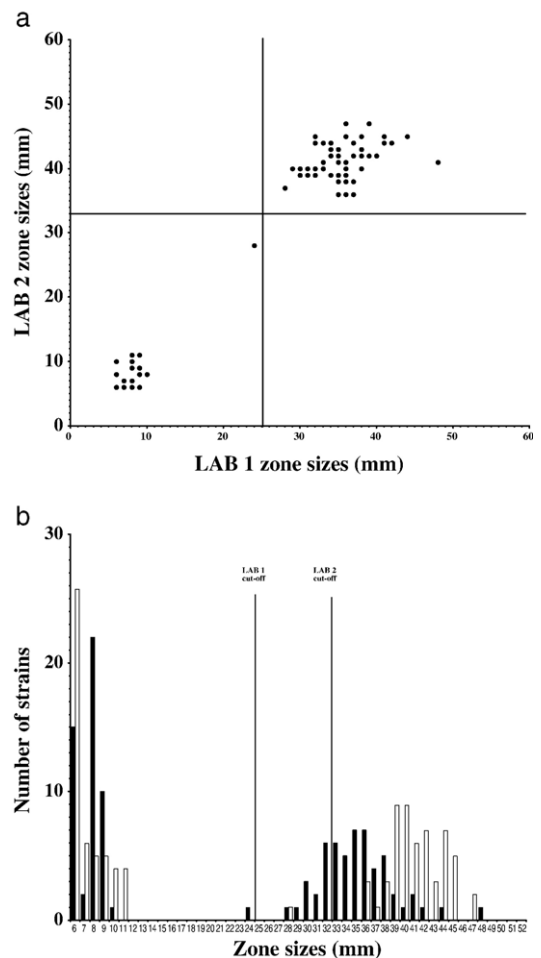 a
60
50
40
30
20
10
0
LAB 2 zone sizes (mm)
0 10 20 30 40 50 60
LAB 1 zone sizes (mm)
b
30
20
10
0
Number of strains
LAB 1
cut-off
LAB 2
cut-off
6 7 8 9 10 11 12 13 14 15 16 17 18 19 20 21 22 23 24 25 26 27 28 29 30 31 32 33 34 35 36 37 38 39 40 41 42 43 44 45 46 47 48 49 50 51 52
Zone sizes (mm)